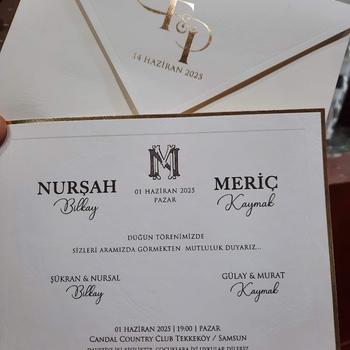 14 HAZİRAN 2025
M
NURŞAH
Bilkay
01 HAZİRAN 2025
PAZAR
MERİÇ
Kaymak
DÜĞÜN TÖRENİMİZDE
SİZLERİ ARAMIZDA GÖRMEKTEN MUTLULUK DUYARIZ...
ŞÜKRAN & NURSAL
Bilkay
GÜLAY & MURAT
Kaymak
01 HAZİRAN 2025 | 19:00 | PAZAR
CANDAL COUNTRY CLUB TEKKEKÖY / SAMSUN